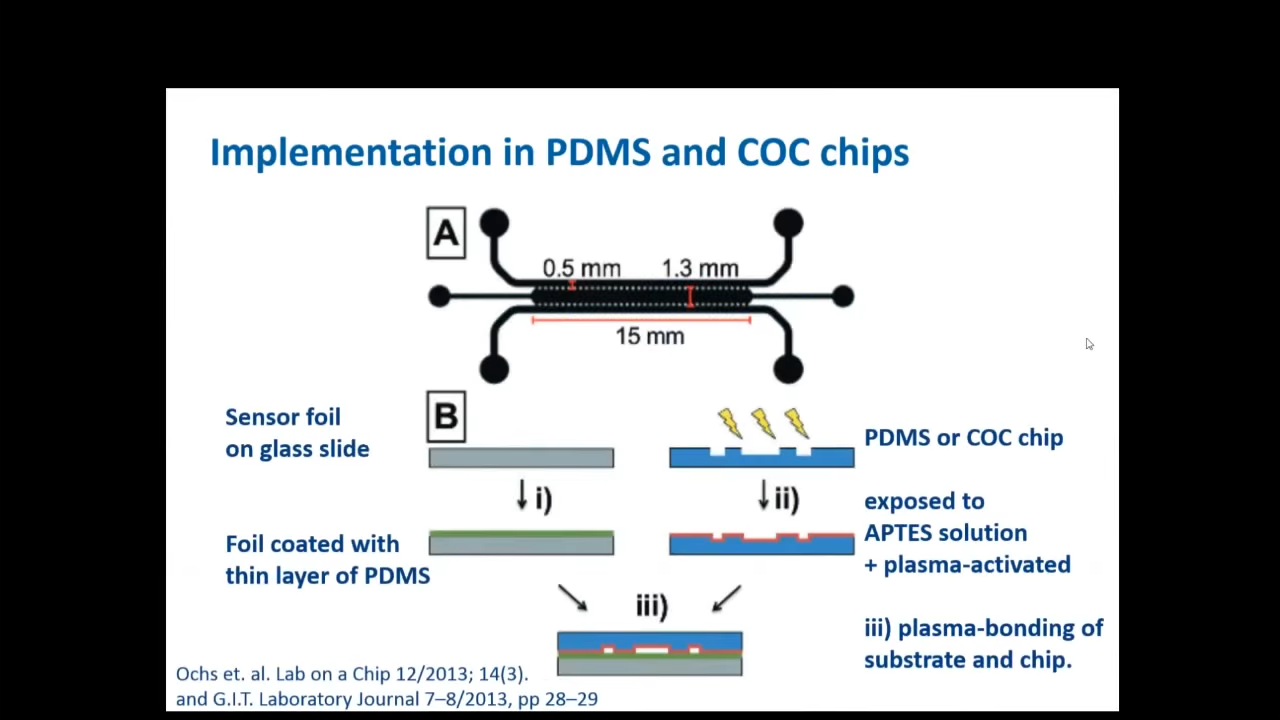 Implementation in PDMS and COC chips
A
0.5 mm
1.3 mm
15 mm
B
Sensor foil
on glass slide
PDMS or COC chip
i)
ii)
exposed to
APTES solution
+ plasma-activated
Foil coated with
thin layer of PDMS
iii)
iii) plasma-bonding of
substrate and chip.
Ochs et. al. Lab on a Chip 12/2013; 14(3).
and G.I.T. Laboratory Journal 7–8/2013, pp 28–29